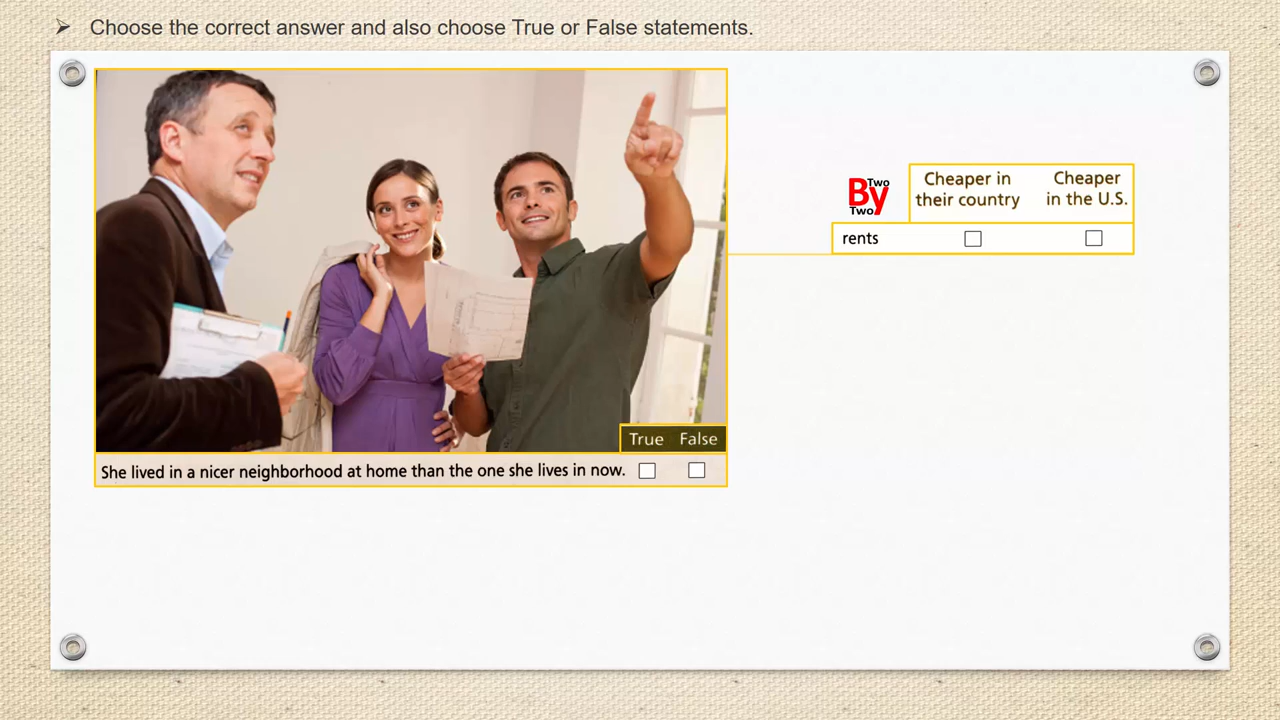 Choose the correct answer and also choose True or False statements.
True False
She lived in a nicer neighborhood at home than the one she lives in now.
Two
By
Two
Cheaper in
their country
Cheaper
in the U.S.
rents